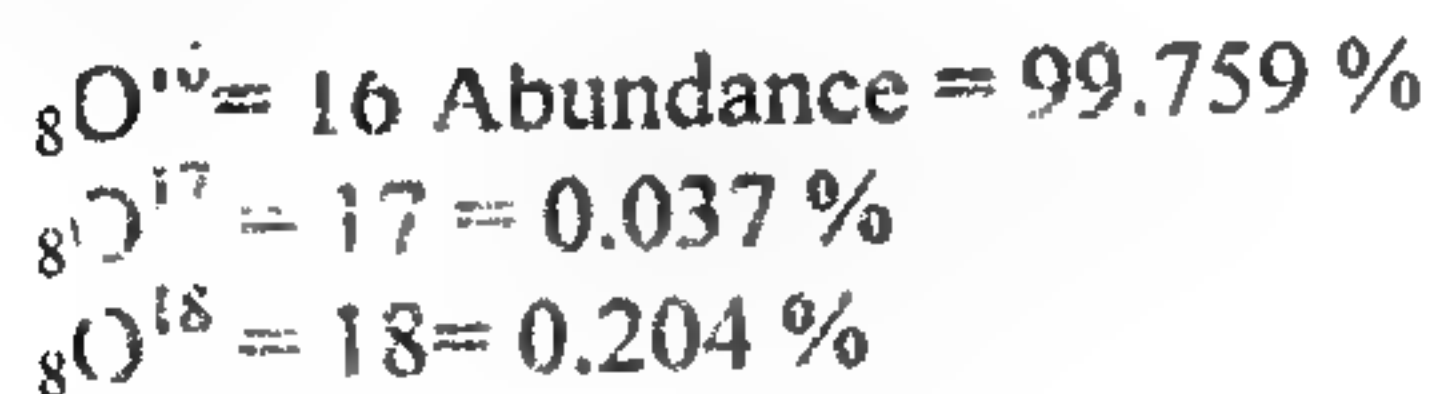 ₈O¹⁶= 16 Abundance = 99.759 %
₈O¹⁷ = 17 = 0.037 %
₈O¹⁸ = 18= 0.204 %